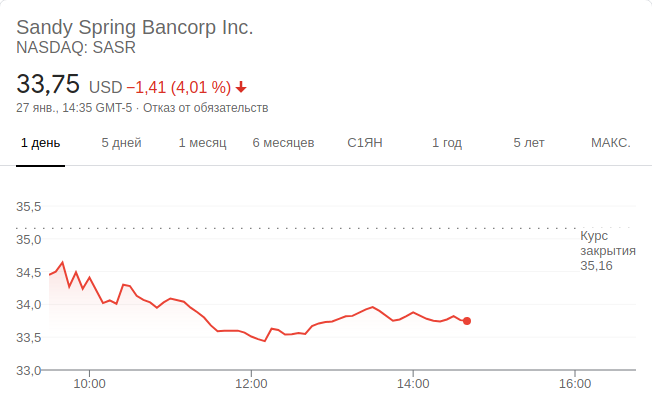 Sandy Spring Bancorp Inc.
NASDAQ: SASR
33,75 USD −1,41 (4,01 %)
27 янв., 14:35 GMT-5 · Отказ от обязательств
1 день 5 дней 1 месяц 6 месяцев С1ЯН 1 год 5 лет МАКС.
35,5
35,0
34,5
34,0
33,5
33,0
Курс
закрытия
35,16
10:00 12:00 14:00 16:00